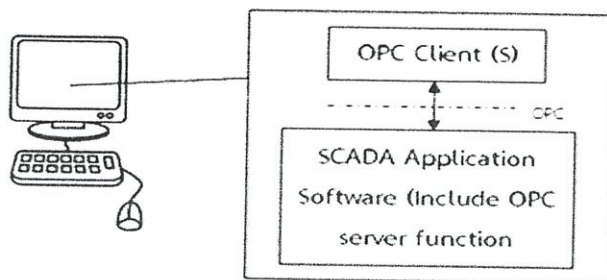 OPC Client (S)
OPC
SCADA Application
Software (Include OPC
server function